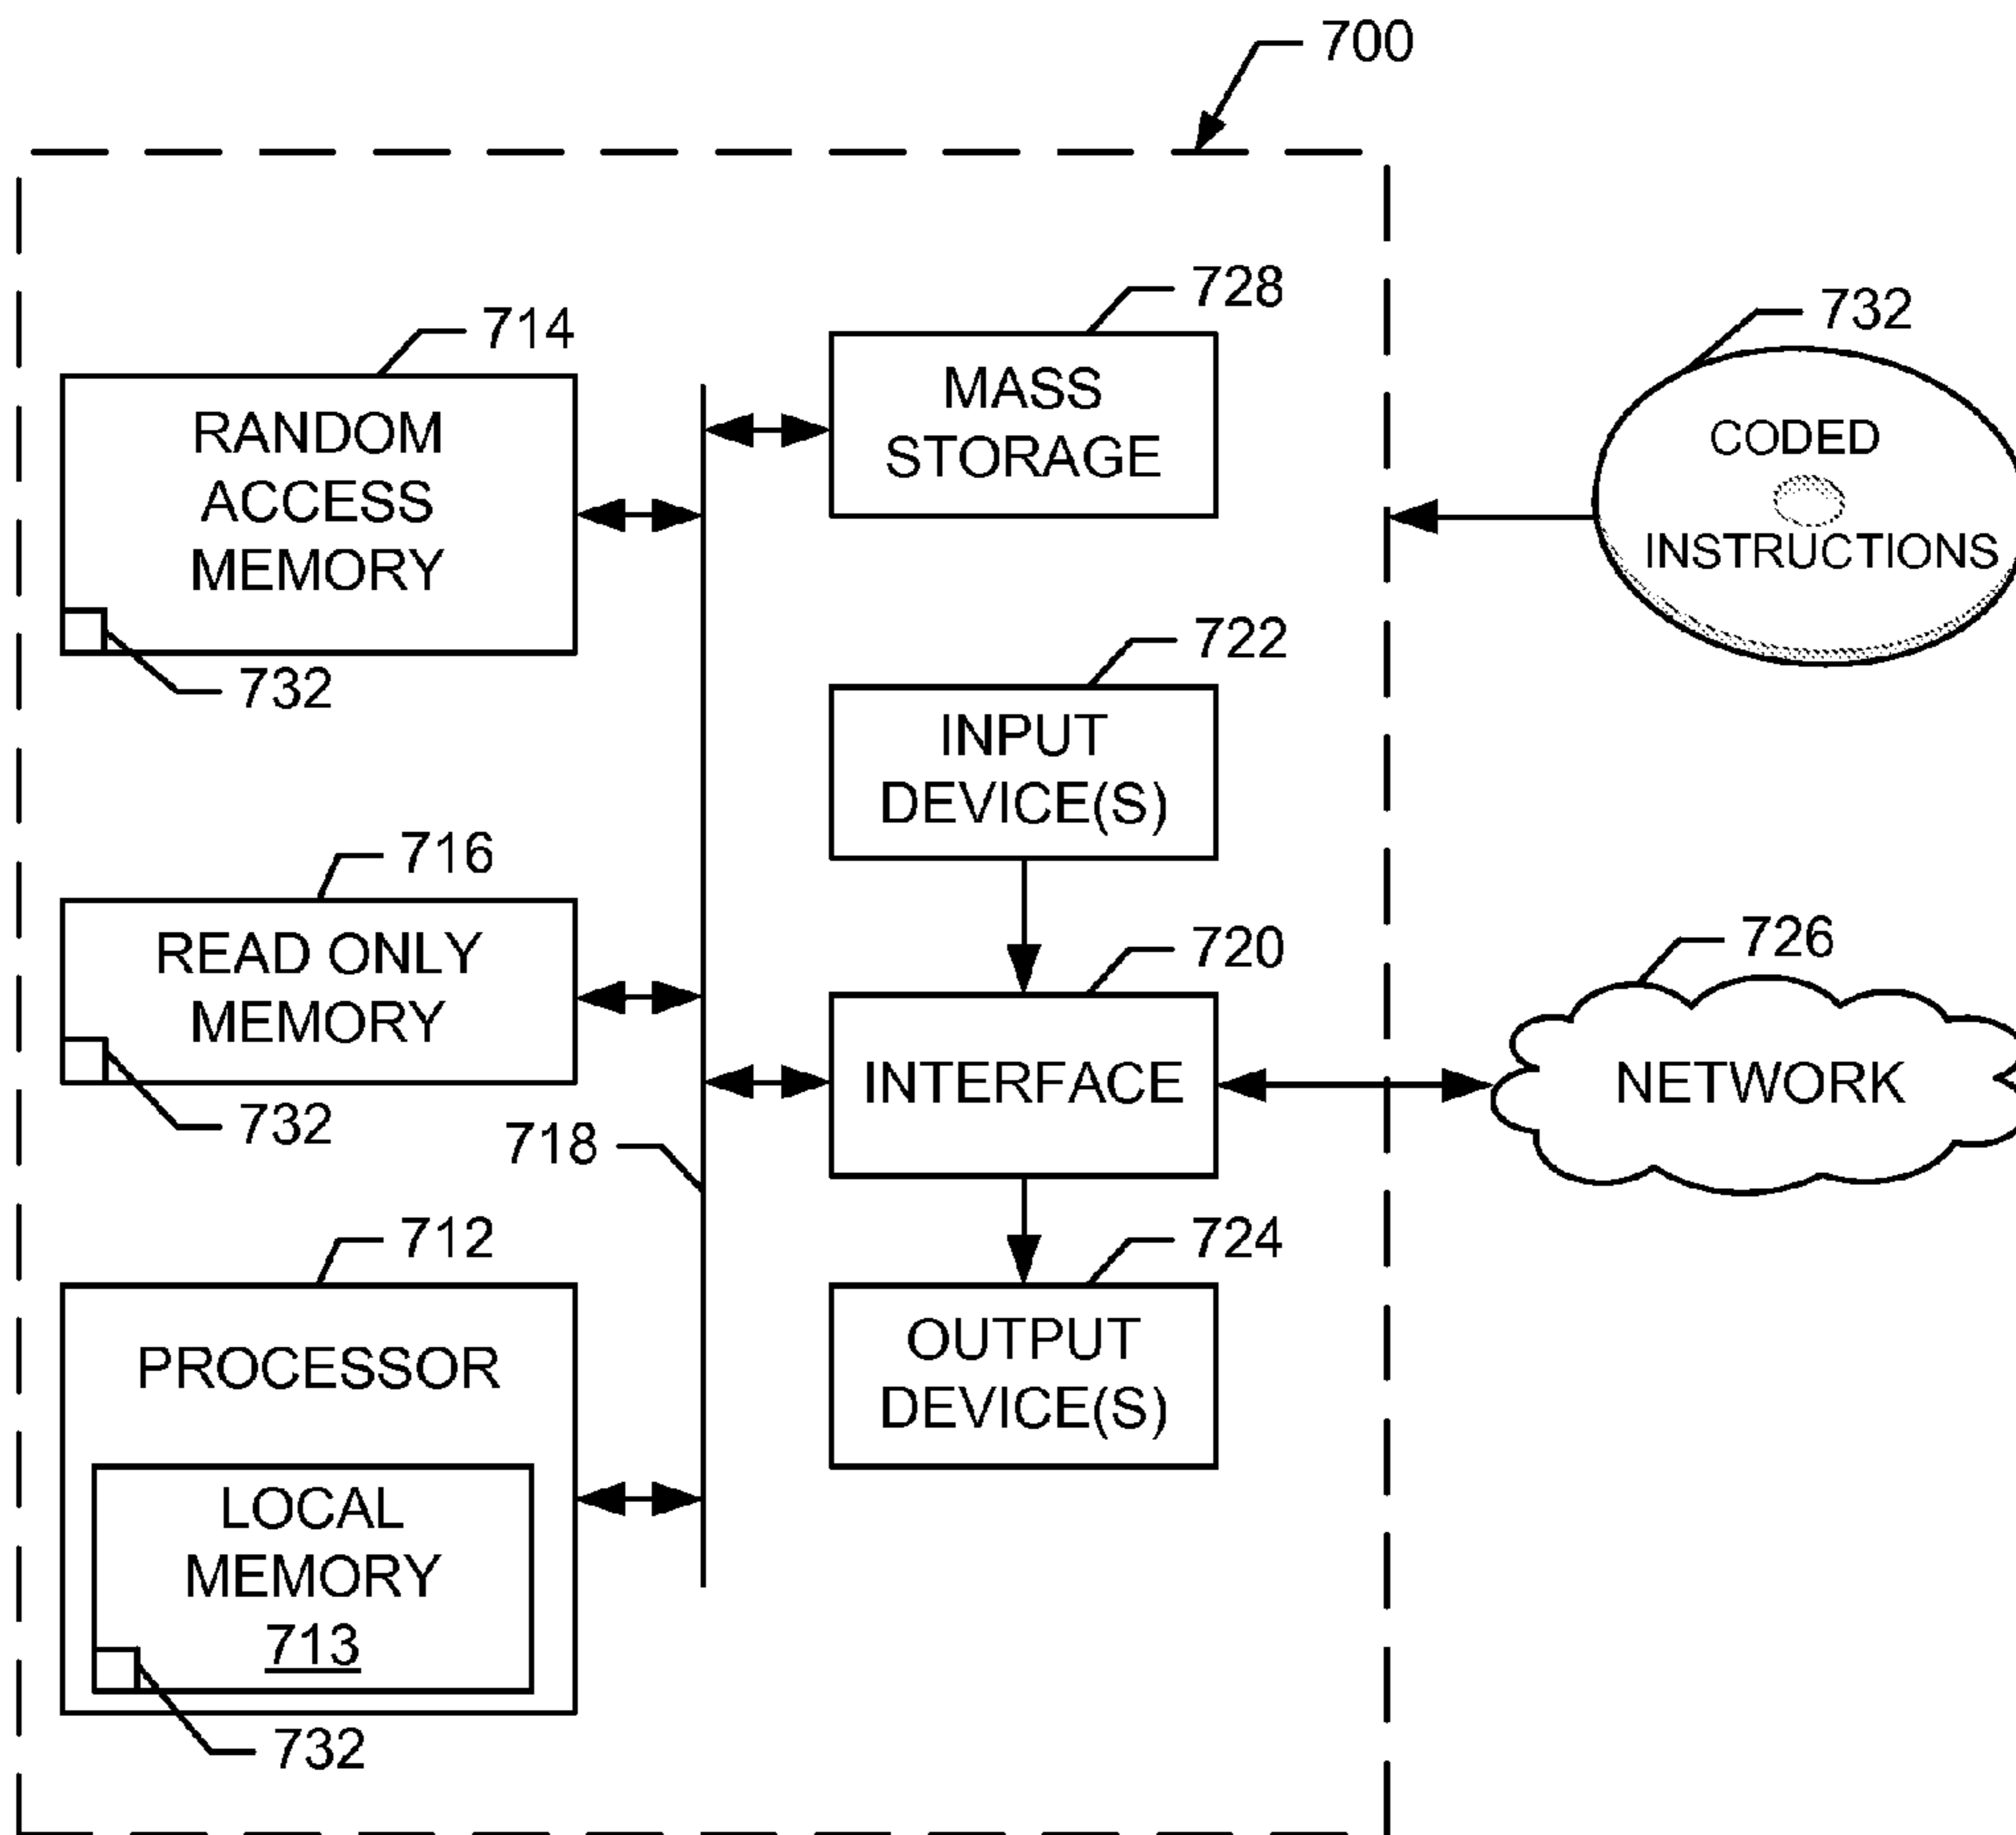 700
728
714
732
MASS
STORAGE
RANDOM
ACCESS
MEMORY
CODED
INSTRUCTIONS
732
722
INPUT
DEVICE(S)
716
READ ONLY
MEMORY
720
726
INTERFACE
NETWORK
732
718
712
724
PROCESSOR
OUTPUT
DEVICE(S)
LOCAL
MEMORY
713
732